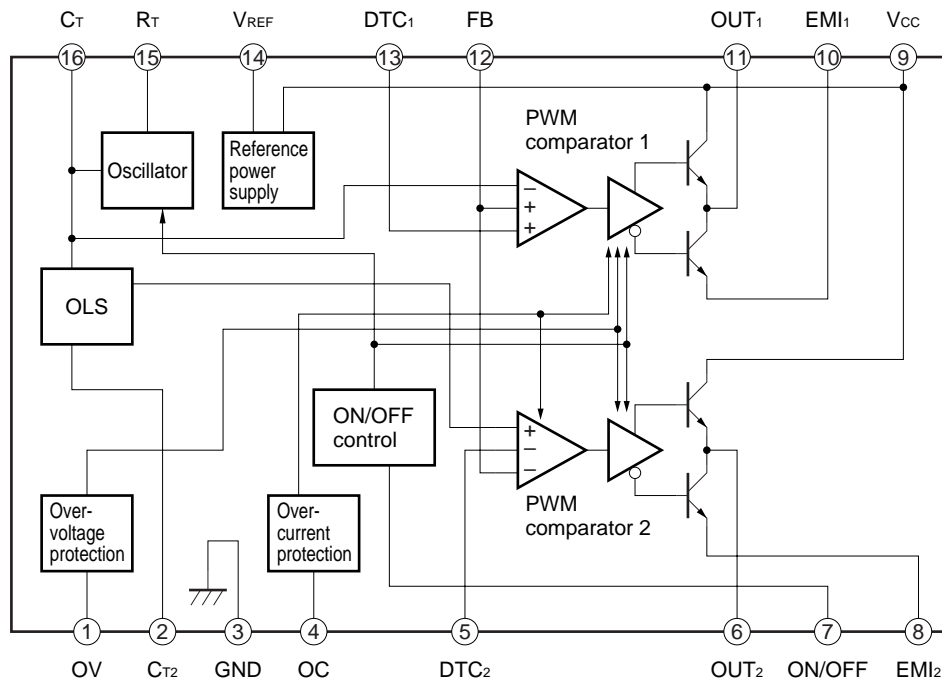 CT RT VREF DTC1 FB OUT1 EMI1 VCC
16 15 14 13 12 11 10 9
PWM
comparator 1
Oscillator
Reference
power
supply
−
+
+
OLS
ON/OFF
control
+
−
−
PWM
comparator 2
Over-
voltage
protection
Over-
current
protection
1 2 3 4 5 6 7 8
OV CT2 GND OC DTC2 OUT2 ON/OFF EMI2